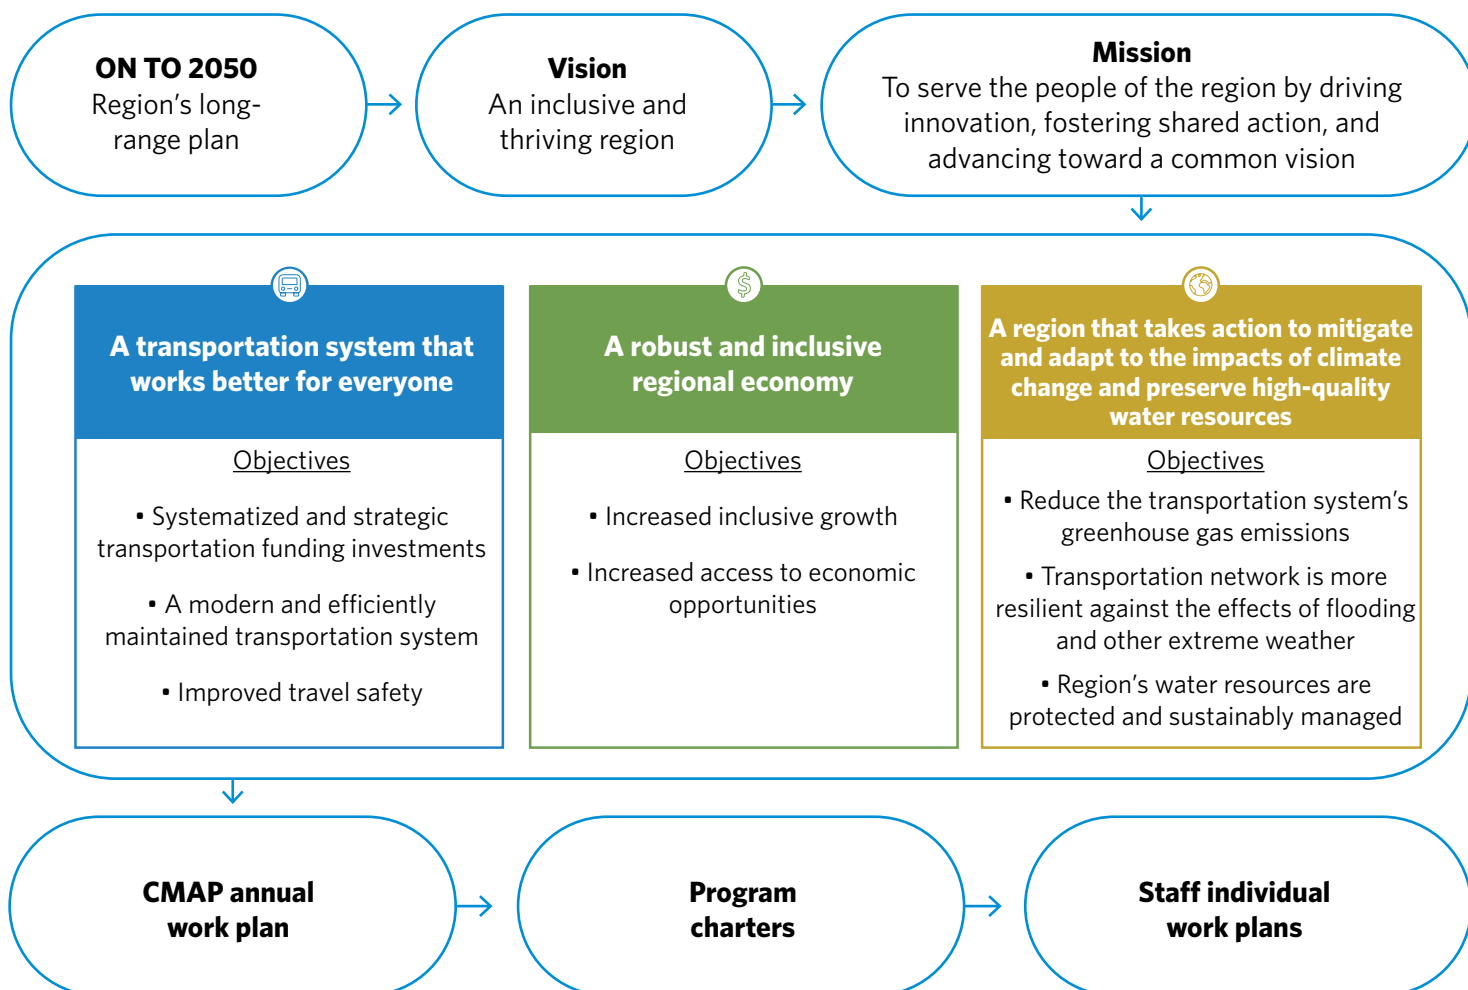 ON TO 2050
Region's long-
range plan
Vision
An inclusive and
thriving region
Mission
To serve the people of the region by driving
innovation, fostering shared action, and
advancing toward a common vision
A transportation system that
works better for everyone
Objectives
• Systematized and strategic
transportation funding investments
• A modern and efficiently
maintained transportation system
• Improved travel safety
$
A robust and inclusive
regional economy
Objectives
• Increased inclusive growth
• Increased access to economic
opportunities
A region that takes action to mitigate
and adapt to the impacts of climate
change and preserve high-quality
water resources
Objectives
• Reduce the transportation system's
greenhouse gas emissions
• Transportation network is more
resilient against the effects of flooding
and other extreme weather
• Region's water resources are
protected and sustainably managed
CMAP annual
work plan
Program
charters
Staff individual
work plans